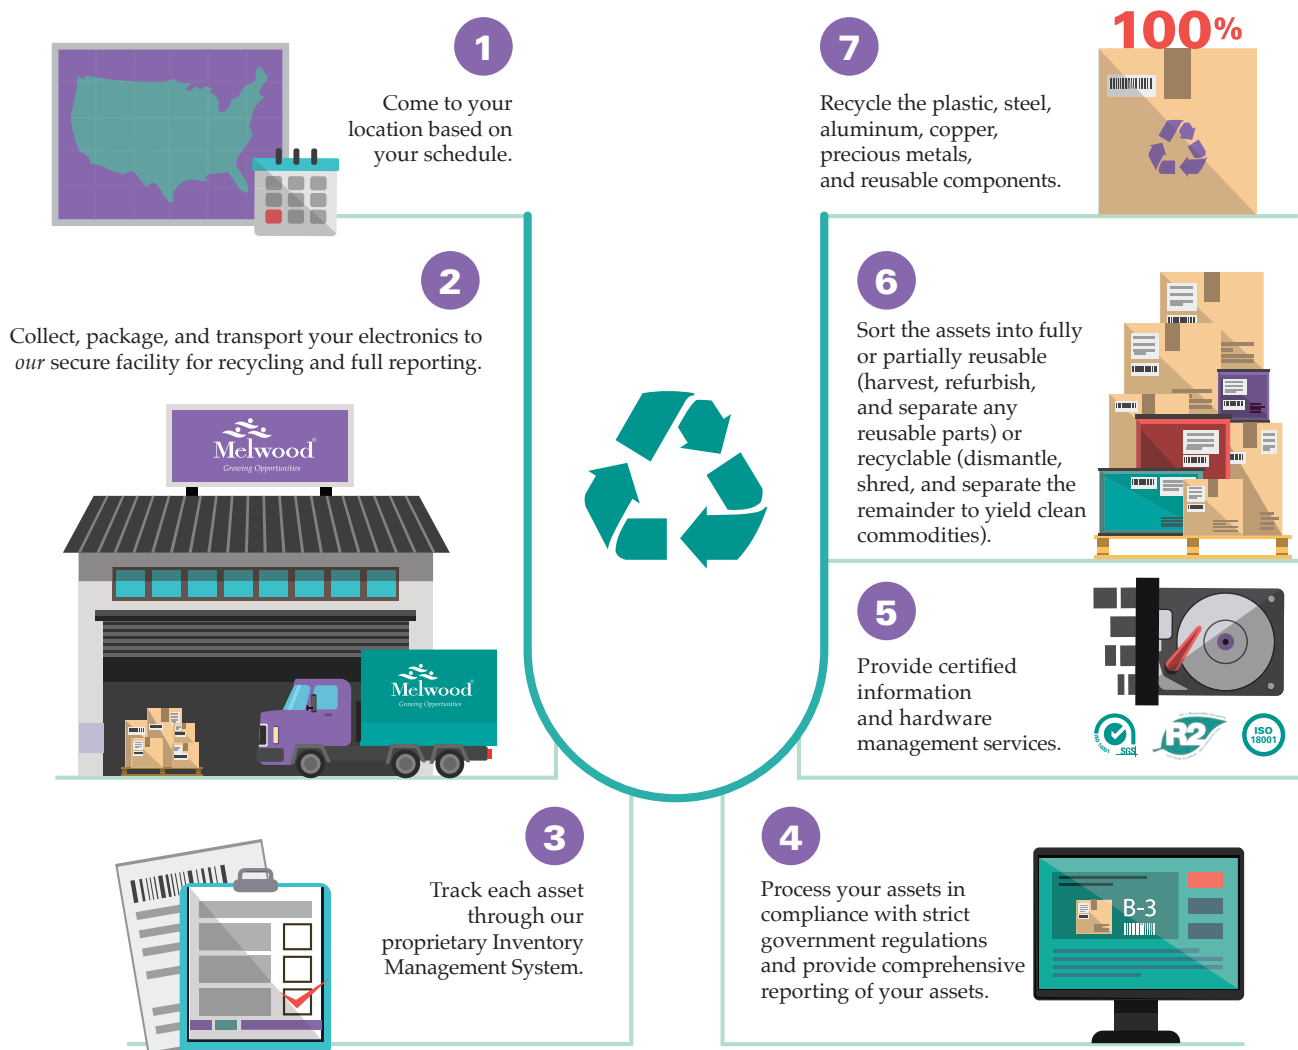 1
Come to your
location based on
your schedule.
2
Collect, package, and transport your electronics to
our secure facility for recycling and full reporting.
Melwood®
Growing Opportunities
Melwood®
Growing Opportunities
3
Track each asset
through our
proprietary Inventory
Management System.
4
Process your assets in
compliance with strict
government regulations
and provide comprehensive
reporting of your assets.
B-3
5
Provide certified
information
and hardware
management services.
ISO 14001
SGS
R2
ISO
18001
6
Sort the assets into fully
or partially reusable
(harvest, refurbish,
and separate any
reusable parts) or
recyclable (dismantle,
shred, and separate the
remainder to yield clean
commodities).
7
Recycle the plastic, steel,
aluminum, copper,
precious metals,
and reusable components.
100%